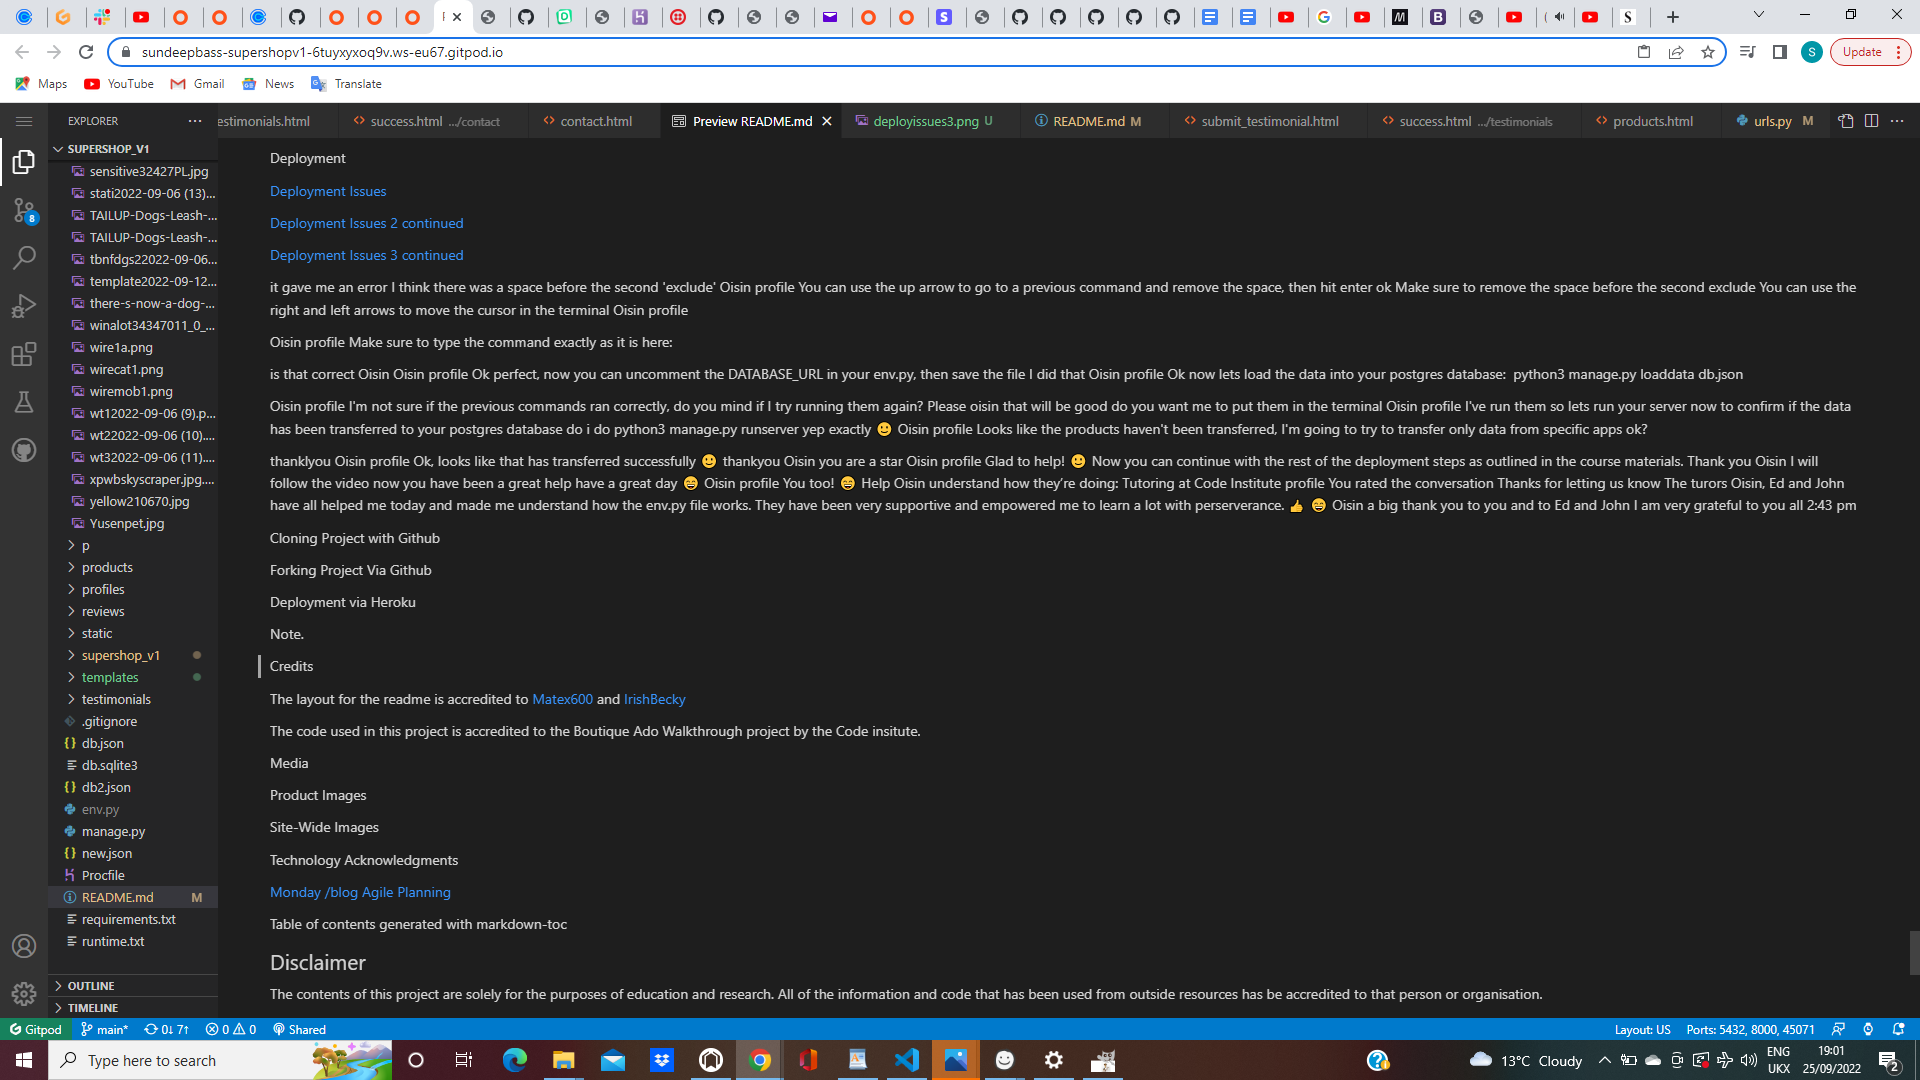 sundeepbass-supershopv1-6tuyxyxoq9v.ws-eu67.gitpod.io
Update
Maps YouTube Gmail News Translate
EXPLORER
estimonials.html success.html .../contact contact.html Preview README.md deployissues3.png U README.md M submit_testimonial.html success.html .../testimonials products.html urls.py M
SUPERSHOP_V1
sensitive32427PL.jpg
stati2022-09-06 (13)...
TAILUP-Dogs-Leash-...
TAILUP-Dogs-Leash-...
tbnfdgs22022-09-06...
template2022-09-12...
there-s-now-a-dog-...
winalot34347011_0_...
wire1a.png
wirecat1.png
wiremob1.png
wt12022-09-06 (9).p...
wt22022-09-06 (10)....
wt32022-09-06 (11)....
xpwbskyscraper.jpg....
yellow210670.jpg
Yusenpet.jpg
p
products
profiles
reviews
static
supershop_v1
templates
testimonials
.gitignore
db.json
db.sqlite3
db2.json
env.py
manage.py
new.json
Procfile
README.md M
requirements.txt
runtime.txt
OUTLINE
TIMELINE
Deployment
Deployment Issues
Deployment Issues 2 continued
Deployment Issues 3 continued
it gave me an error I think there was a space before the second 'exclude' Oisin profile You can use the up arrow to go to a previous command and remove the space, then hit enter ok Make sure to remove the space before the second exclude You can use the
right and left arrows to move the cursor in the terminal Oisin profile
Oisin profile Make sure to type the command exactly as it is here:
is that correct Oisin Oisin profile Ok perfect, now you can uncomment the DATABASE_URL in your env.py, then save the file I did that Oisin profile Ok now lets load the data into your postgres database: python3 manage.py loaddata db.json
Oisin profile I'm not sure if the previous commands ran correctly, do you mind if I try running them again? Please oisin that will be good do you want me to put them in the terminal Oisin profile I've run them so lets run your server now to confirm if the data
has been transferred to your postgres database do i do python3 manage.py runserver yep exactly 🙂 Oisin profile Looks like the products haven't been transferred, I'm going to try to transfer only data from specific apps ok?
thanklyou Oisin profile Ok, looks like that has transferred successfully 🙂 thankyou Oisin you are a star Oisin profile Glad to help! 🙂 Now you can continue with the rest of the deployment steps as outlined in the course materials. Thank you Oisin I will
follow the video now you have been a great help have a great day 😄 Oisin profile You too! 😄 Help Oisin understand how they’re doing: Tutoring at Code Institute profile You rated the conversation Thanks for letting us know The turors Oisin, Ed and John
have all helped me today and made me understand how the env.py file works. They have been very supportive and empowered me to learn a lot with perserverance. 👍 😄 Oisin a big thank you to you and to Ed and John I am very grateful to you all 2:43 pm
Cloning Project with Github
Forking Project Via Github
Deployment via Heroku
Note.
Credits
The layout for the readme is accredited to Matex600 and IrishBecky
The code used in this project is accredited to the Boutique Ado Walkthrough project by the Code insitute.
Media
Product Images
Site-Wide Images
Technology Acknowledgments
Monday /blog Agile Planning
Table of contents generated with markdown-toc
Disclaimer
The contents of this project are solely for the purposes of education and research. All of the information and code that has been used from outside resources has be accredited to that person or organisation.
8
Gitpod main* 0↓ 7↑ 0 0 Shared Layout: US Ports: 5432, 8000, 45071
Type here to search
13°C Cloudy ENG UKX 19:01 25/09/2022 2